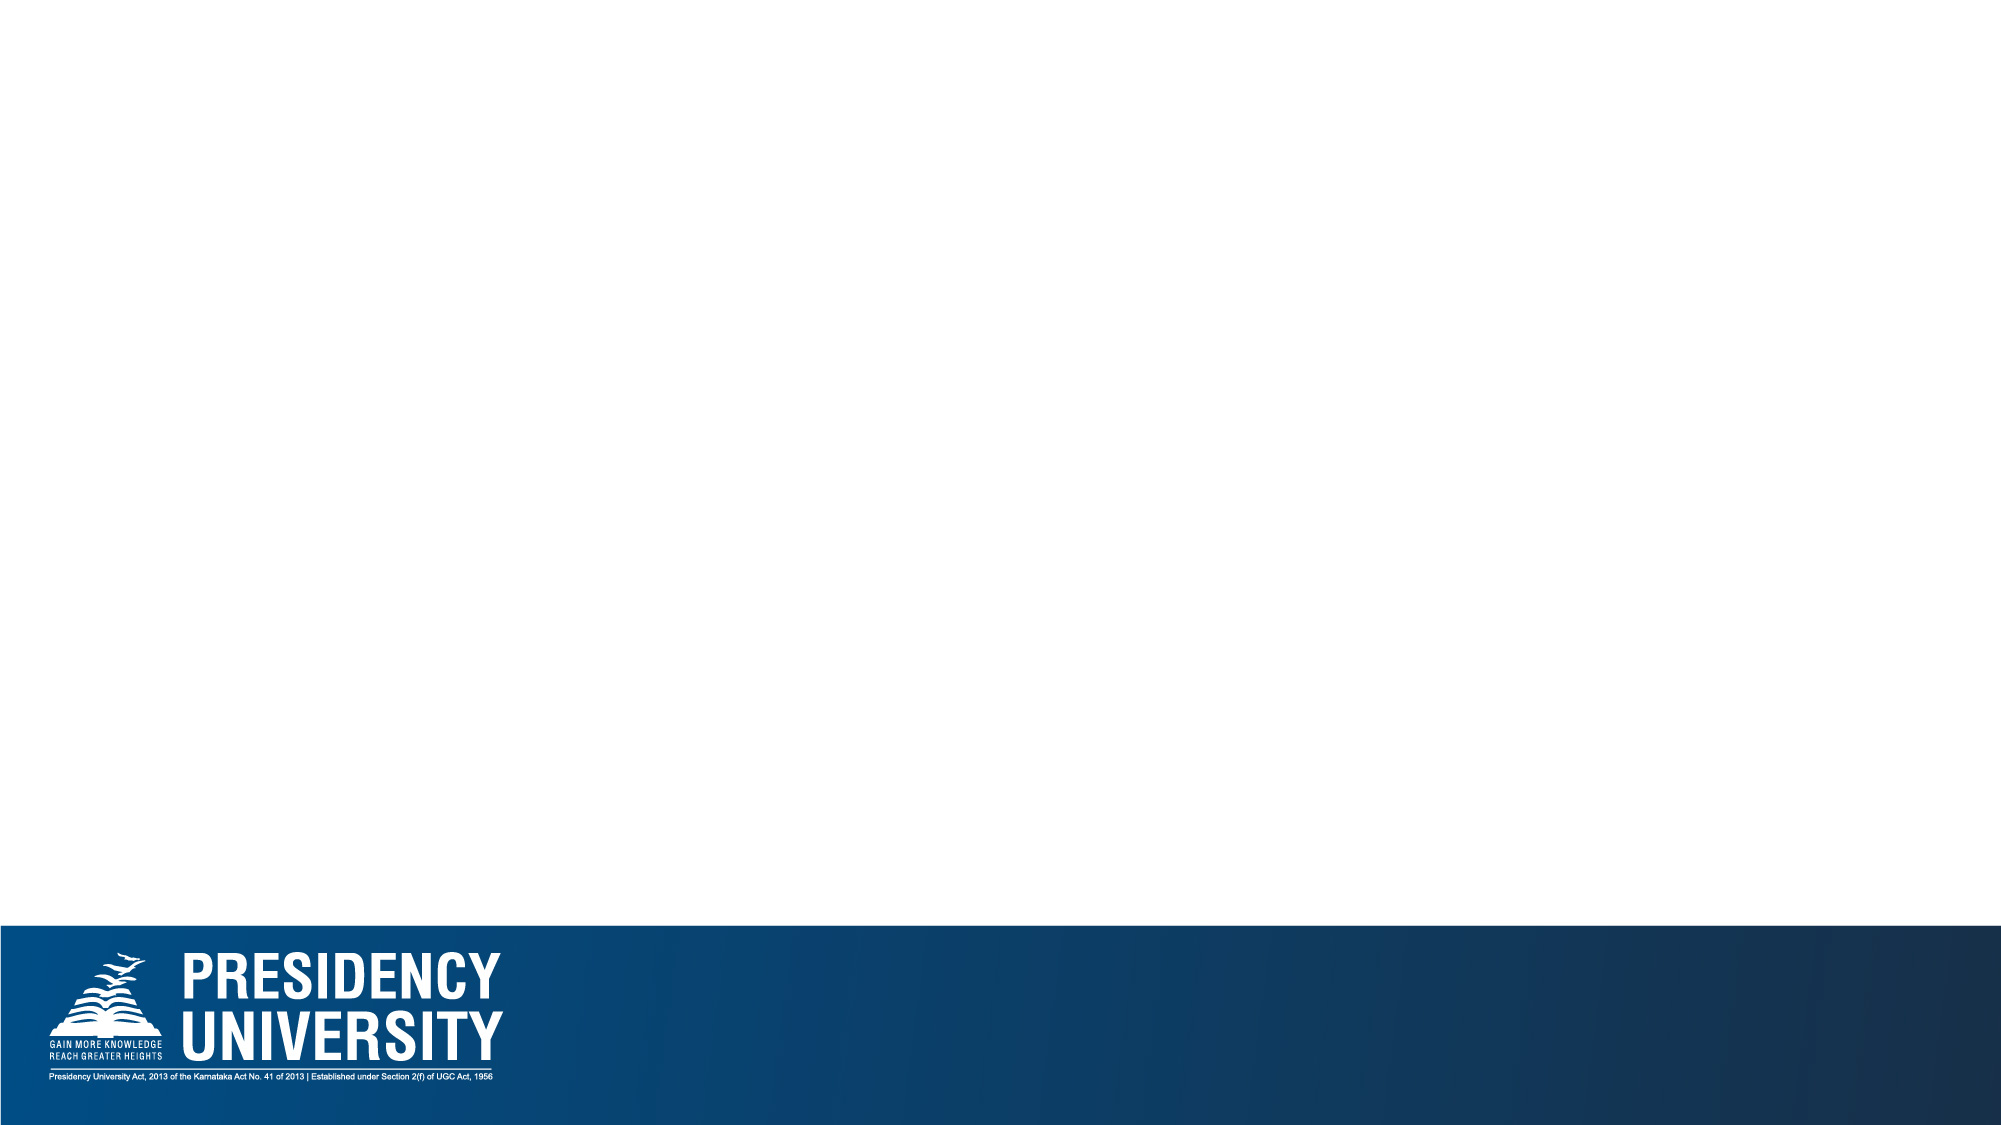 PRESIDENCY
UNIVERSITY
GAIN MORE KNOWLEDGE
REACH GREATER HEIGHTS
Presidency University Act, 2013 of the Karnataka Act No. 41 of 2013 | Established under Section 2(f) of UGC Act, 1956